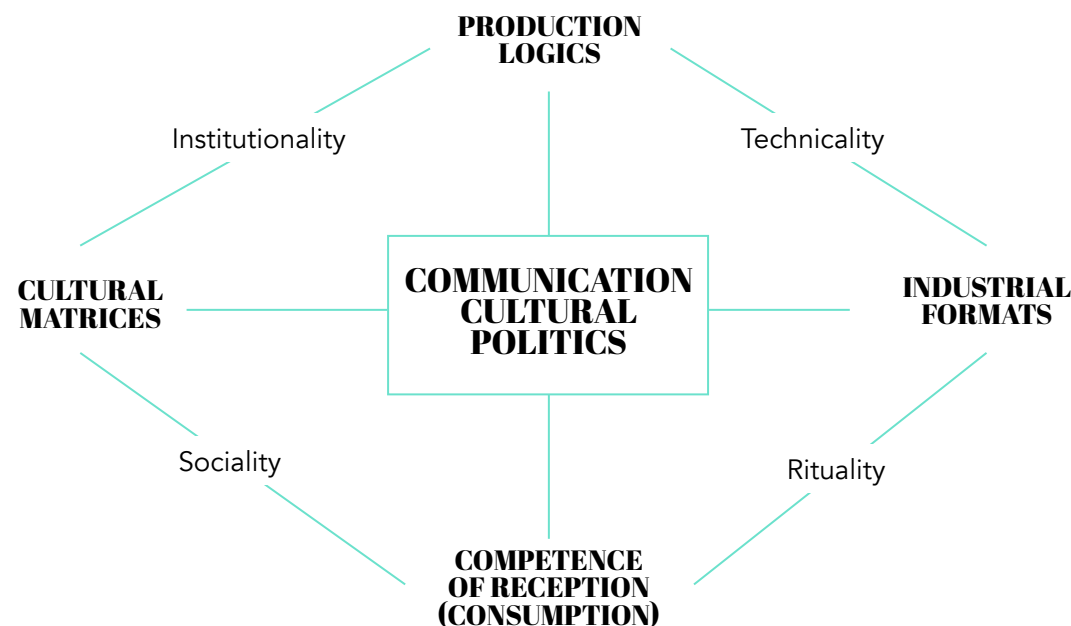 PRODUCTION
LOGICS
Institutionality
Technicality
CULTURAL
MATRICES
COMMUNICATION
CULTURAL
POLITICS
INDUSTRIAL
FORMATS
Sociality
Rituality
COMPETENCE
OF RECEPTION
(CONSUMPTION)